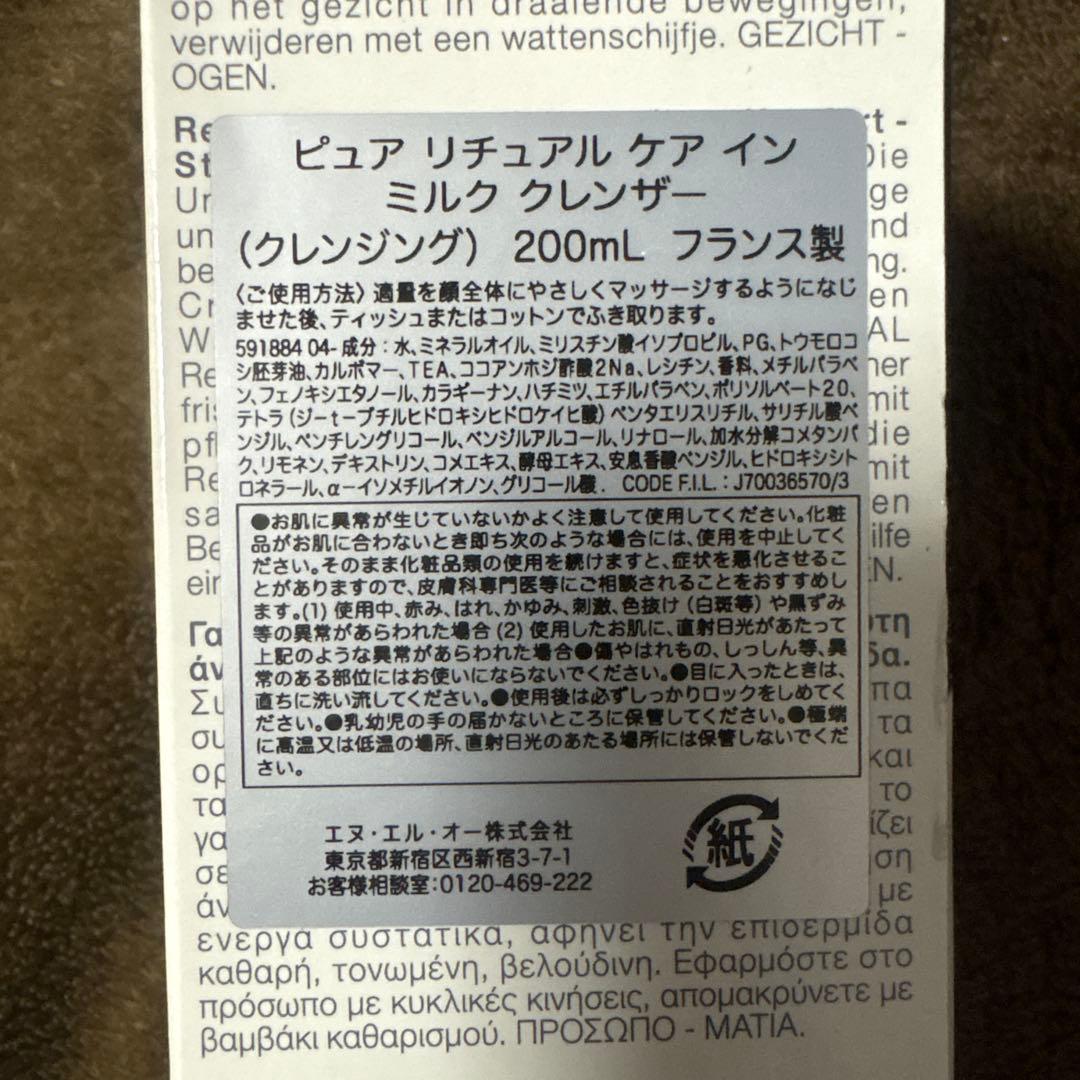 op het gezicht in draaiende bewegingen,
verwijderen met een wattenschijfje. GEZICHT -
OGEN.
ピュア リチュアル ケア イン
ミルク クレンザー
(クレンジング) 200mL フランス製
〈ご使用方法〉適量を顔全体にやさしくマッサージするようになじ
ませた後、ティッシュまたはコットンでふき取ります。
591884 04-成分：水、ミネラルオイル、ミリスチン酸イソプロピル、PG、トウモロコ
シ胚芽油、カルボマー、TEA、ココアンホジ酢酸2Na、レシチン、香料、メチルパラベ
ン、フェノキシエタノール、カラギーナン、ハチミツ、エチルパラベン、ポリソルベート20、
テトラ(ジーtーブチルヒドロキシヒドロケイヒ酸)ペンタエリスリチル、サリチル酸ベ
ンジル、ペンチレングリコール、ベンジルアルコール、リナロール、加水分解コメタンパ
ク、リモネン、デキストリン、コメエキス、酵母エキス、安息香酸ベンジル、ヒドロキシシト
ロネラール、α－イソメチルイオノン、グリコール酸． CODE F.I.L.：J70036570/3
●お肌に異常が生じていないかよく注意して使用してください。化粧
品がお肌に合わないとき即ち次のような場合には、使用を中止してく
ださい。そのまま化粧品類の使用を続けますと、症状を悪化させるこ
とがありますので、皮膚科専門医等にご相談されることをおすすめし
ます。(1) 使用中、赤み、はれ、かゆみ、刺激、色抜け(白斑等)や黒ずみ
等の異常があらわれた場合(2) 使用したお肌に、直射日光があたって
上記のような異常があらわれた場合●傷やはれもの、しっしん等、異
常のある部位にはお使いにならないでください。●目に入ったときは、
直ちに洗い流してください。●使用後は必ずしっかりロックをしめてく
ださい。●乳幼児の手の届かないところに保管してください。●極端
に高温又は低温の場所、直射日光のあたる場所には保管しないでくだ
さい。
エヌ・エル・オー株式会社
東京都新宿区西新宿3-7-1
お客様相談室：0120-469-222
紙
ενεργά συστατικά, αφήνει την επιδερμίδα
καθαρή, τονωμένη, βελούδινη. Εφαρμόστε στο
πρόσωπο με κυκλικές κινήσεις, απομακρύνετε με
βαμβάκι καθαρισμού. ΠΡΟΣΩΠΟ - ΜΑΤΙΑ.